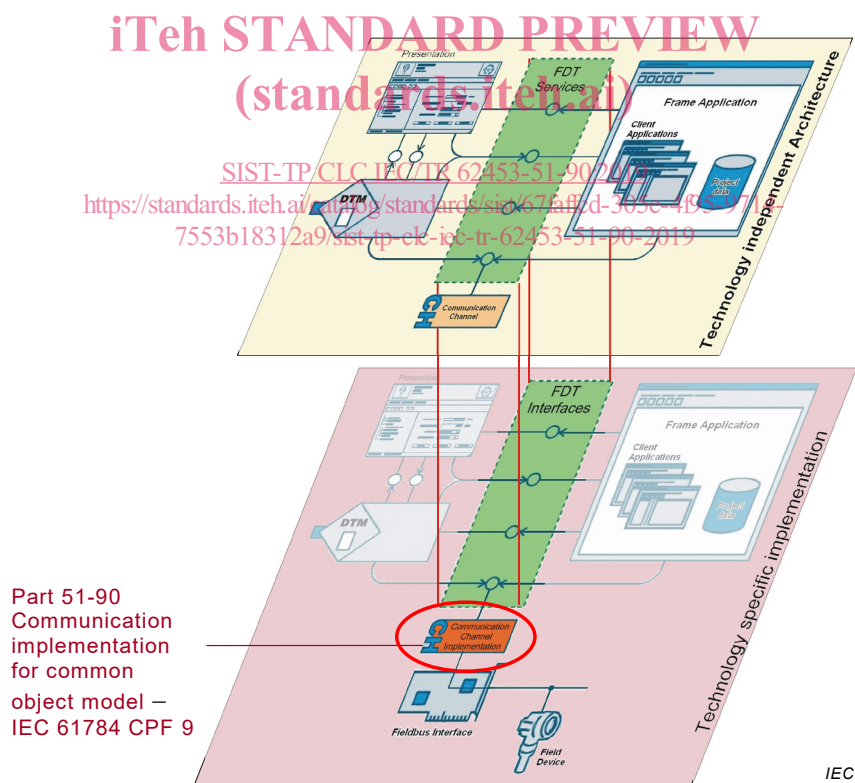 iTeh STANDARD PREVIEW
(standards.iteh.ai)
Presentation
FDT
Services
Frame Application
Client
Applications
Project
data
SIST-TP CLC IEC/TR 62453-51-90:2019
https://standards.iteh.ai/catalog/standards/sist/
7553b18312a9/sist-tp-clc-iec-tr-62453-51-90-2019
DTM
CH
Communication
Channel
Technology independent Architecture
Presentation
FDT
Interfaces
Frame Application
Client
Applications
Project
data
DTM
Part 51-90
Communication
implementation
for common
object model –
IEC 61784 CPF 9
CH
Communication
Channel
Implementation
Fieldbus Interface
Field
Device
Technology specific implementation
IEC